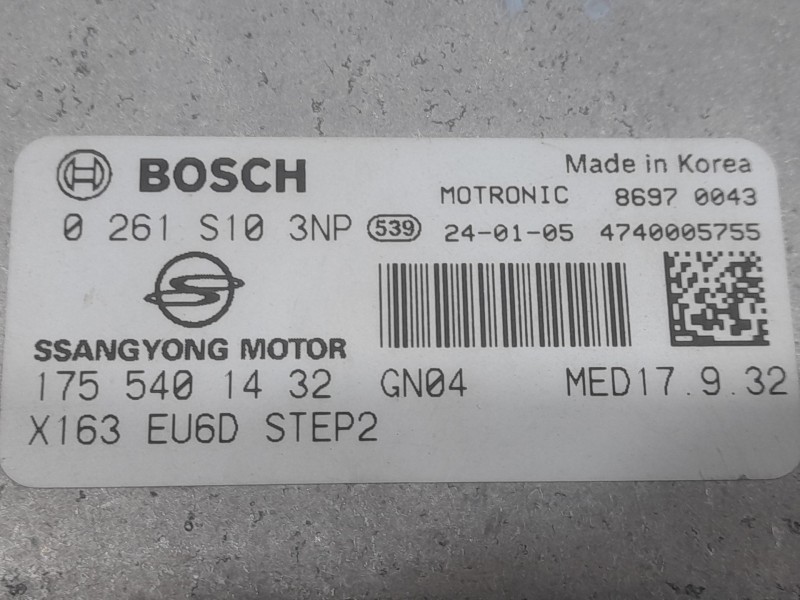 BOSCH
Made in Korea
MOTRONIC 8697 0043
0 261 S10 3NP 539 24-01-05 4740005755
SSANGYONG MOTOR
175 540 14 32 GN04 MED17.9.32
X163 EU6D STEP2